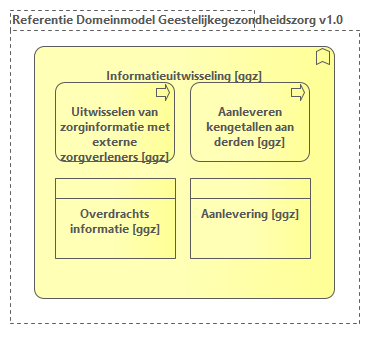 Referentie Domeinmodel Geestelijkegezondheidszorg v1.0
Informatieuitwisseling [ggz]
Uitwisselen van
zorginformatie met
externe
zorgverleners [ggz]
Aanleveren
kengetallen aan
derden [ggz]
Overdrachts
informatie [ggz]
Aanlevering [ggz]